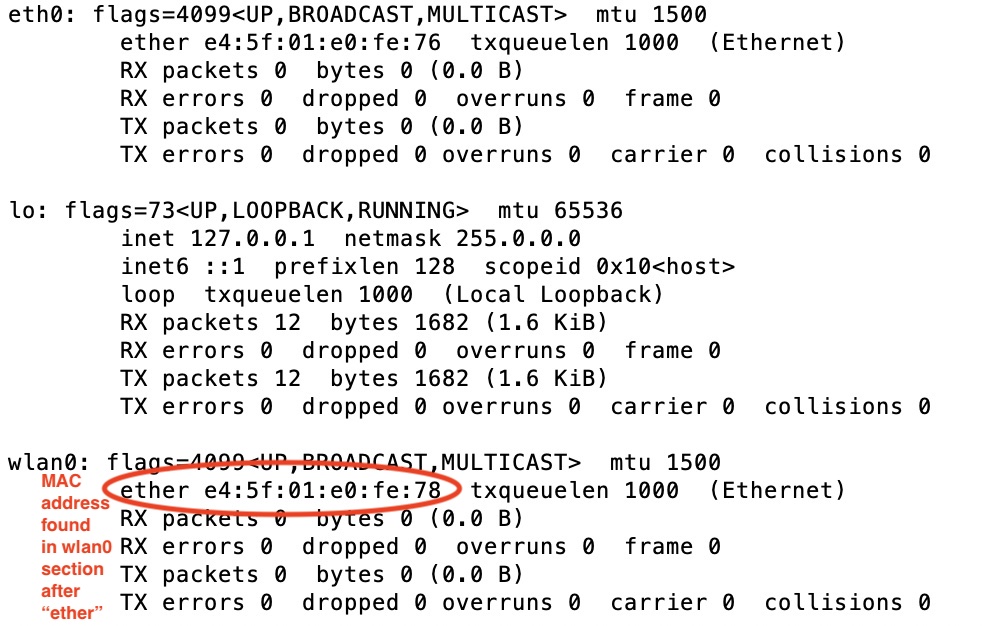 eth0: flags=4099<UP,BROADCAST,MULTICAST>  mtu 1500
        ether e4:5f:01:e0:fe:76  txqueuelen 1000  (Ethernet)
        RX packets 0  bytes 0 (0.0 B)
        RX errors 0  dropped 0  overruns 0  frame 0
        TX packets 0  bytes 0 (0.0 B)
        TX errors 0  dropped 0 overruns 0  carrier 0  collisions 0

lo: flags=73<UP,LOOPBACK,RUNNING>  mtu 65536
        inet 127.0.0.1  netmask 255.0.0.0
        inet6 ::1  prefixlen 128  scopeid 0x10<host>
        loop  txqueuelen 1000  (Local Loopback)
        RX packets 12  bytes 1682 (1.6 KiB)
        RX errors 0  dropped 0  overruns 0  frame 0
        TX packets 12  bytes 1682 (1.6 KiB)
        TX errors 0  dropped 0 overruns 0  carrier 0  collisions 0

wlan0: flags=4099<UP,BROADCAST,MULTICAST>  mtu 1500
        ether e4:5f:01:e0:fe:78  txqueuelen 1000  (Ethernet)
        RX packets 0  bytes 0 (0.0 B)
        RX errors 0  dropped 0  overruns 0  frame 0
        TX packets 0  bytes 0 (0.0 B)
        TX errors 0  dropped 0 overruns 0  carrier 0  collisions 0
MAC
address
found
in wlan0
section
after
“ether”